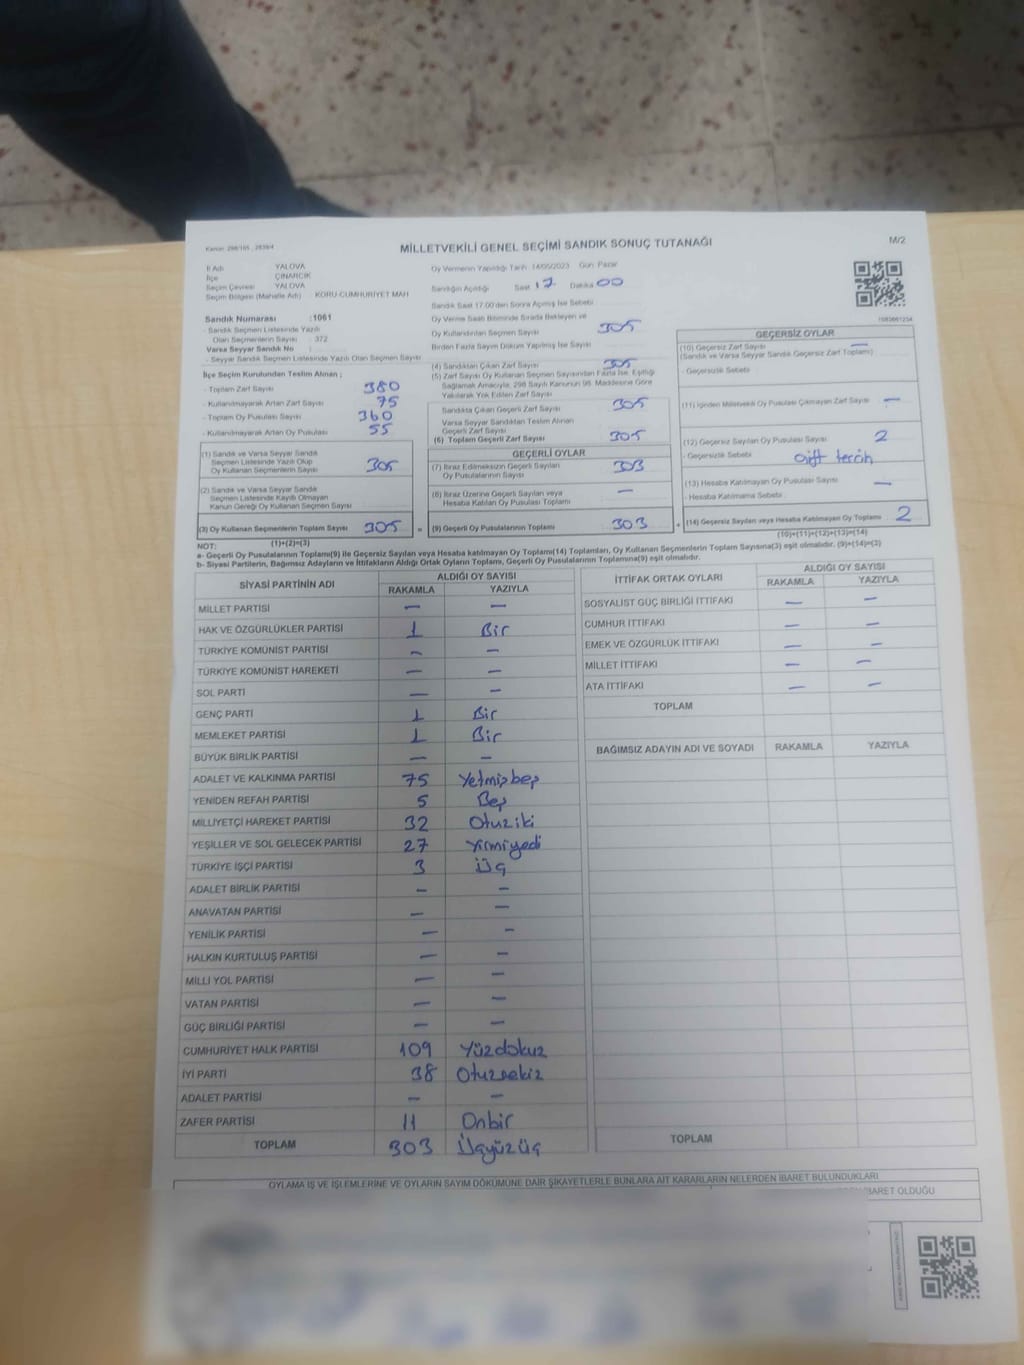 Kanun: 298/105 , 2839/4
MİLLETVEKİLİ GENEL SEÇİMİ SANDIK SONUÇ TUTANAĞI
M/2
İl Adı YALOVA
İlçe ÇINARCIK
Seçim Çevresi YALOVA
Seçim Bölgesi (Mahalle Adı) KORU-CUMHURİYET MAH
Sandık Numarası :1061
- Sandık Seçmen Listesinde Yazılı
Olan Seçmenlerin Sayısı : 372
Varsa Seyyar Sandık No
- Seyyar Sandık Seçmen Listesinde Yazılı Olan Seçmen Sayısı
İlçe Seçim Kurulundan Teslim Alınan ;
- Toplam Zarf Sayısı 380
- Kullanılmayarak Artan Zarf Sayısı 75
- Toplam Oy Pusulası Sayısı 360
- Kullanılmayarak Artan Oy Pusulası 55
(1) Sandık ve Varsa Seyyar Sandık
Seçmen Listesinde Yazılı Olup
Oy Kullanan Seçmenlerin Sayısı 305
(2) Sandık ve Varsa Seyyar Sandık
Seçmen Listesinde Kayıtlı Olmayan
Kanun Gereği Oy Kullanan Seçmen Sayısı
(3) Oy Kullanan Seçmenlerin Toplam Sayısı 305 =
(1)+(2)=(3)
Oy Vermenin Yapıldığı Tarih: 14/05/2023 Gün: Pazar
Sandığın Açıldığı Saat 17 Dakika 00
Sandık Saat 17.00'den Sonra Açılmış İse Sebebi
Oy Verme Saati Bitiminde Sırada Bekleyen ve
Oy Kullandırılan Seçmen Sayısı 305
Birden Fazla Sayım Döküm Yapılmış İse Sayısı
(4) Sandıktan Çıkan Zarf Sayısı 305
(5) Zarf Sayısı Oy Kullanan Seçmen Sayısından Fazla İse, Eşitliği
Sağlamak Amacıyla, 298 Sayılı Kanunun 98. Maddesine Göre
Yakılarak Yok Edilen Zarf Sayısı
Sandıkta Çıkan Geçerli Zarf Sayısı 305
Varsa Seyyar Sandıktan Teslim Alınan
Geçerli Zarf Sayısı
(6) Toplam Geçerli Zarf Sayısı 305
GEÇERLİ OYLAR
(7) İtiraz Edilmeksizin Geçerli Sayılan
Oy Pusulalarının Sayısı 303
(8) İtiraz Üzerine Geçerli Sayılan veya
Hesaba Katılan Oy Pusulası Toplamı —
(9) Geçerli Oy Pusulalarının Toplamı 303 +
GEÇERSİZ OYLAR
(10) Geçersiz Zarf Sayısı —
(Sandık ve Varsa Seyyar Sandık Geçersiz Zarf Toplamı)
- Geçersizlik Sebebi
(11) İçinden Milletvekili Oy Pusulası Çıkmayan Zarf Sayısı —
(12) Geçersiz Sayılan Oy Pusulası Sayısı 2
- Geçersizlik Sebebi Çift tercih
(13) Hesaba Katılmayan Oy Pusulası Sayısı —
- Hesaba Katılmama Sebebi
(14) Geçersiz Sayılan veya Hesaba Katılmayan Oy Toplamı 2
(10)+(11)+(12)+(13)=(14)
NOT:
a- Geçerli Oy Pusulalarının Toplamı(9) ile Geçersiz Sayılan veya Hesaba katılmayan Oy Toplamı(14) Toplamları, Oy Kullanan Seçmenlerin Toplam Sayısına(3) eşit olmalıdır. (9)+(14)=(3)
b- Siyasi Partilerin, Bağımsız Adayların ve İttifakların Aldığı Ortak Oyların Toplamı, Geçerli Oy Pusulalarının Toplamına(9) eşit olmalıdır.
SİYASİ PARTİNİN ADI ALDIĞI OY SAYISI
RAKAMLA YAZIYLA
MİLLET PARTİSİ — —
HAK VE ÖZGÜRLÜKLER PARTİSİ 1 Bir
TÜRKİYE KOMÜNİST PARTİSİ — —
TÜRKİYE KOMÜNİST HAREKETİ — —
SOL PARTİ — —
GENÇ PARTİ 1 Bir
MEMLEKET PARTİSİ 1 Bir
BÜYÜK BİRLİK PARTİSİ — —
ADALET VE KALKINMA PARTİSİ 75 Yetmişbeş
YENİDEN REFAH PARTİSİ 5 Beş
MİLLİYETÇİ HAREKET PARTİSİ 32 Otuziki
YEŞİLLER VE SOL GELECEK PARTİSİ 27 Yirmiyedi
TÜRKİYE İŞÇİ PARTİSİ 3 Üç
ADALET BİRLİK PARTİSİ — —
ANAVATAN PARTİSİ — —
YENİLİK PARTİSİ — —
HALKIN KURTULUŞ PARTİSİ — —
MİLLİ YOL PARTİSİ — —
VATAN PARTİSİ — —
GÜÇ BİRLİĞİ PARTİSİ — —
CUMHURİYET HALK PARTİSİ 109 Yüzdokuz
İYİ PARTİ 38 Otuzsekiz
ADALET PARTİSİ — —
ZAFER PARTİSİ 11 Onbir
TOPLAM 303 Üçyüzüç
İTTİFAK ORTAK OYLARI ALDIĞI OY SAYISI
RAKAMLA YAZIYLA
SOSYALİST GÜÇ BİRLİĞİ İTTİFAKI — —
CUMHUR İTTİFAKI — —
EMEK VE ÖZGÜRLÜK İTTİFAKI — —
MİLLET İTTİFAKI — —
ATA İTTİFAKI — —
TOPLAM
BAĞIMSIZ ADAYIN ADI VE SOYADI RAKAMLA YAZIYLA
TOPLAM
OYLAMA İŞ VE İŞLEMLERİNE VE OYLARIN SAYIM DÖKÜMÜNE DAİR ŞİKAYETLERLE BUNLARA AİT KARARLARIN NELERDEN İBARET BULUNDUKLARI
İBARET OLDUĞU